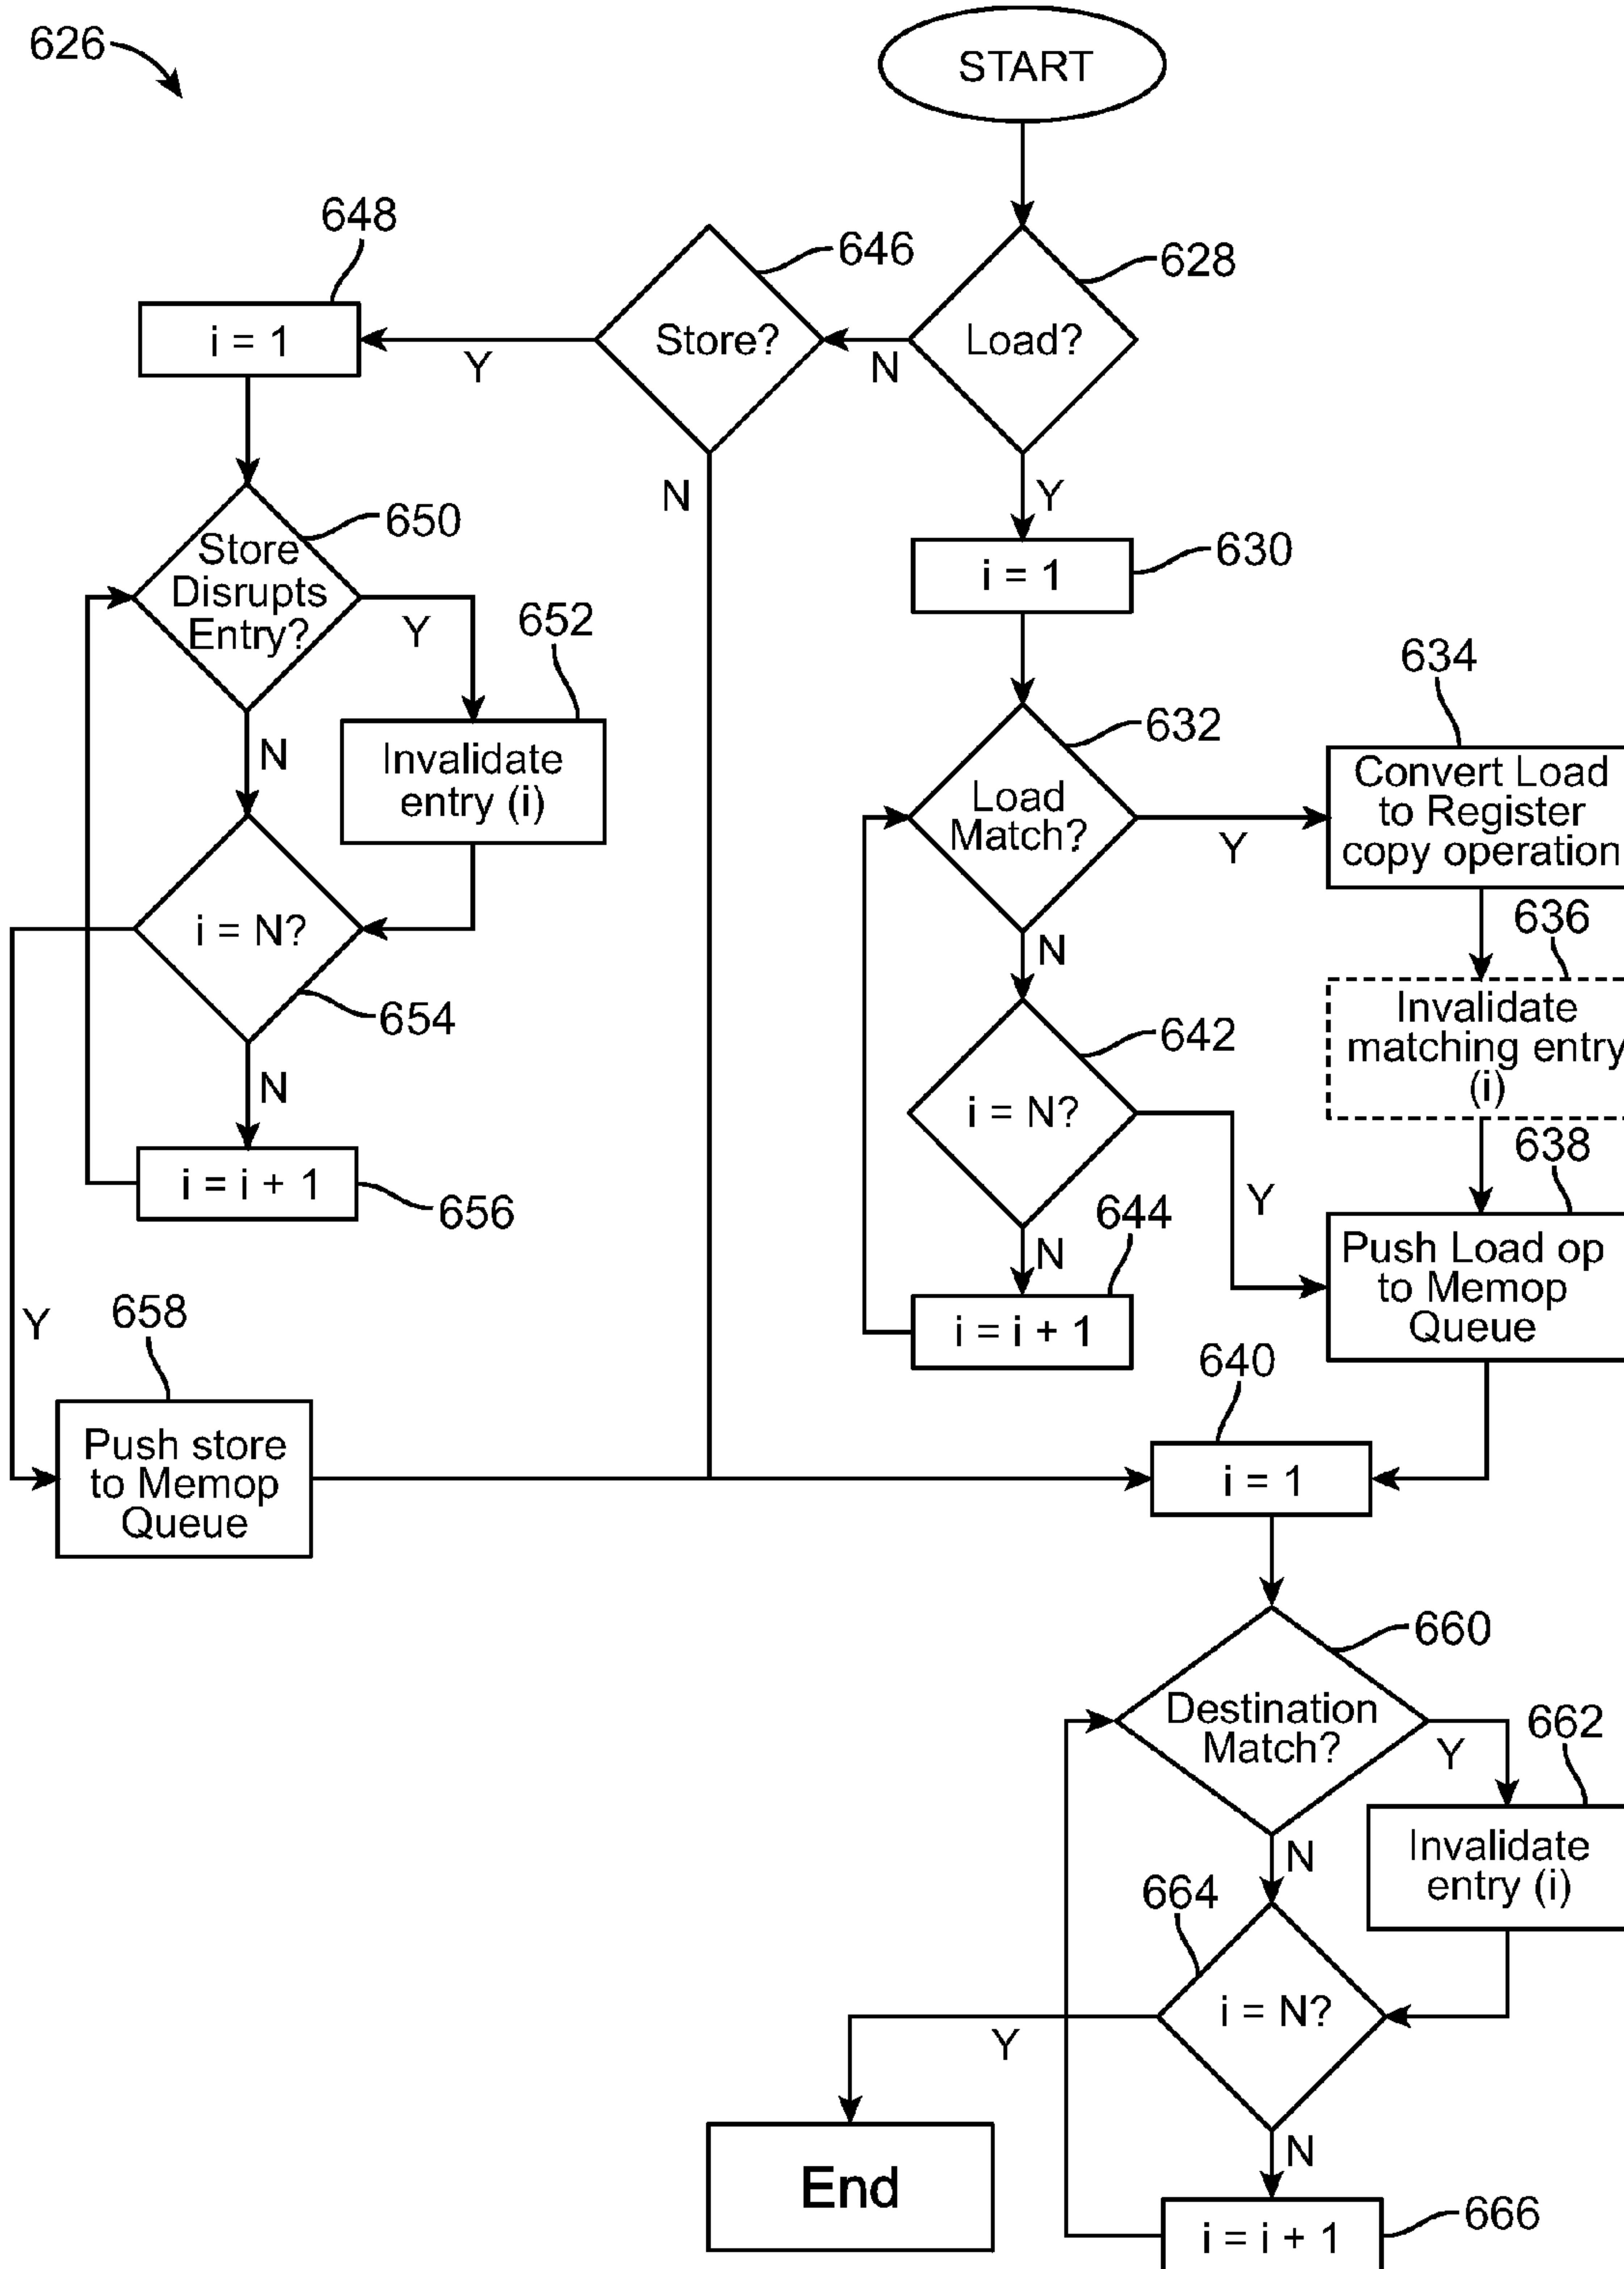 626
START
648
646
628
i = 1
Store?
Load?
Y
N
N
Y
650
Store
Disrupts
Entry?
Y
652
630
i = 1
634
632
N
Invalidate
entry (i)
Load
Match?
Y
Convert Load
to Register
copy operation
i = N?
654
N
636
Invalidate
matching entry
(i)
642
N
i = N?
638
i = i + 1
656
Y
644
N
Push Load op
to Memop
Queue
Y
658
i = i + 1
640
Push store
to Memop
Queue
i = 1
660
Destination
Match?
Y
662
N
Invalidate
entry (i)
664
i = N?
Y
N
End
666
i = i + 1